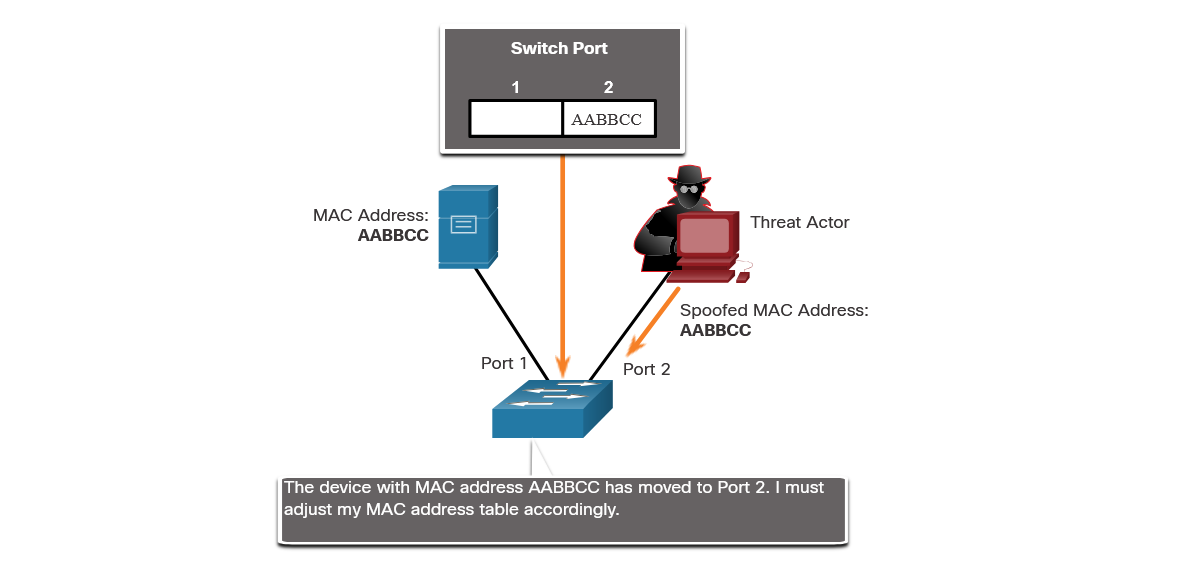 Switch Port
1 2
AABBCC
MAC Address:
AABBCC
Threat Actor
Spoofed MAC Address:
AABBCC
Port 1
Port 2
The device with MAC address AABBCC has moved to Port 2. I must
adjust my MAC address table accordingly.